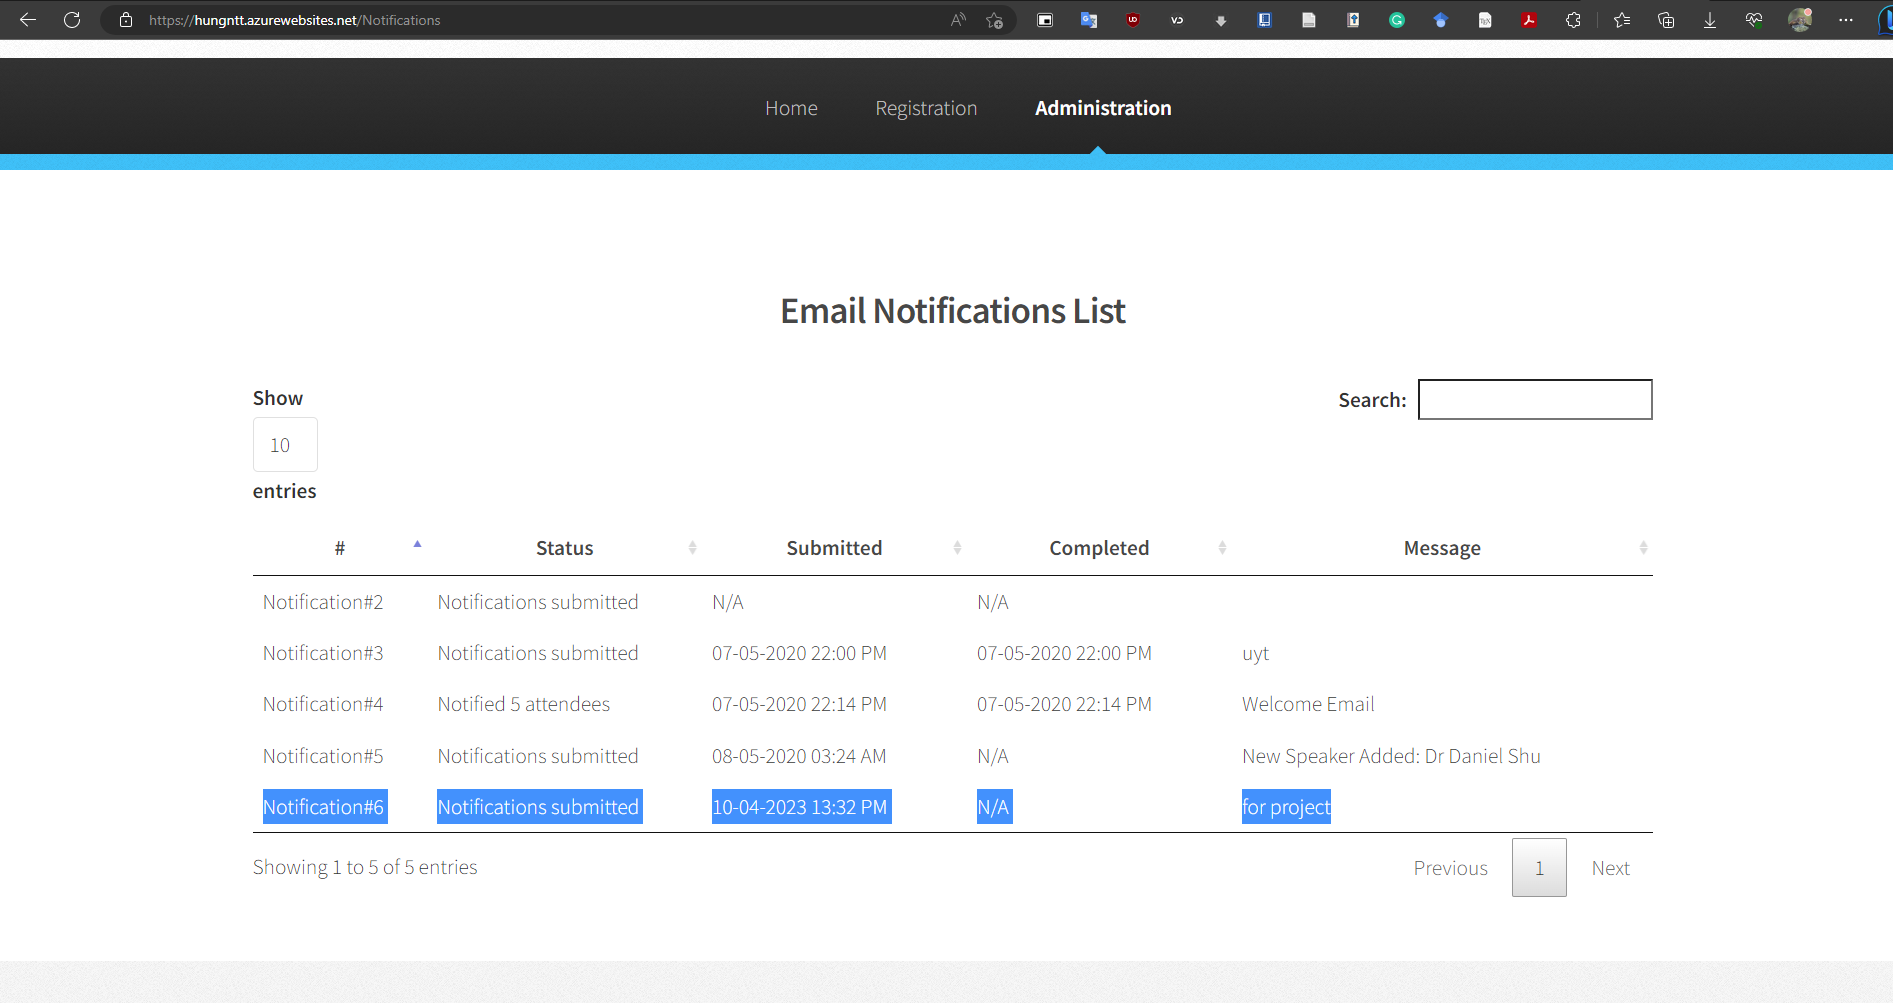 https://hungntt.azurewebsites.net/Notifications
Home Registration Administration
Email Notifications List
Show
10
entries
Search:
# Status Submitted Completed Message
Notification#2 Notifications submitted N/A N/A
Notification#3 Notifications submitted 07-05-2020 22:00 PM 07-05-2020 22:00 PM uyt
Notification#4 Notified 5 attendees 07-05-2020 22:14 PM 07-05-2020 22:14 PM Welcome Email
Notification#5 Notifications submitted 08-05-2020 03:24 AM N/A New Speaker Added: Dr Daniel Shu
Notification#6 Notifications submitted 10-04-2023 13:32 PM N/A for project
Showing 1 to 5 of 5 entries
Previous 1 Next